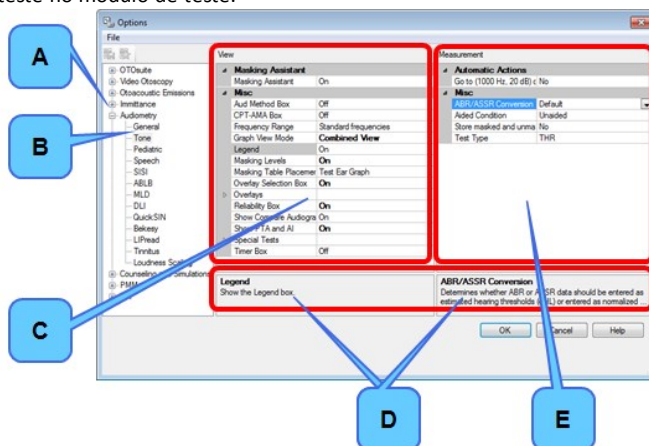 teste no módulo de teste.
Options
File
A
B
C
D
E
OTOsuite
Video Otoscopy
Otoacoustic Emissions
Immittance
Audiometry
General
Tone
Pediatric
Speech
SISI
ABLB
MLD
DLI
QuickSIN
Bekesy
LIPread
Tinnitus
Loudness
Counseling and Simulations
PMM
View
Masking Assistant
Masking Assistant On
Misc
Aud Method Box Off
CPT-AMA Box Off
Frequency Range Standard frequencies
Graph View Mode Combined View
Legend On
Masking Levels On
Masking Table Placemer Test Ear Graph
Overlay Selection Box On
Overlays
Reliability Box On
Show Audiogra On
Show PTA and AI On
Special Tests
Timer Box Off
Measurement
Automatic Actions
Go to (1000 Hz, 20 dB) c No
Misc
ABR/ASSR Conversion Default
Aided Condition Unaided
Store masked and unma No
Test Type THR
Legend
Show the Legend box
ABR/ASSR Conversion
Determines whether ABR or ASSR data should be entered as
estimated hearing thresholds or entered as normalized ...
OK Cancel Help